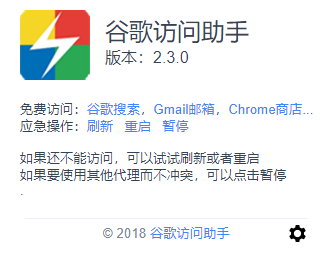 谷歌访问助手
版本：2.3.0
免费访问：谷歌搜索，Gmail邮箱，Chrome商店...
应急操作：刷新 重启 暂停
如果还不能访问，可以试试刷新或者重启
如果要使用其他代理而不冲突，可以点击暂停
.
© 2018 谷歌访问助手